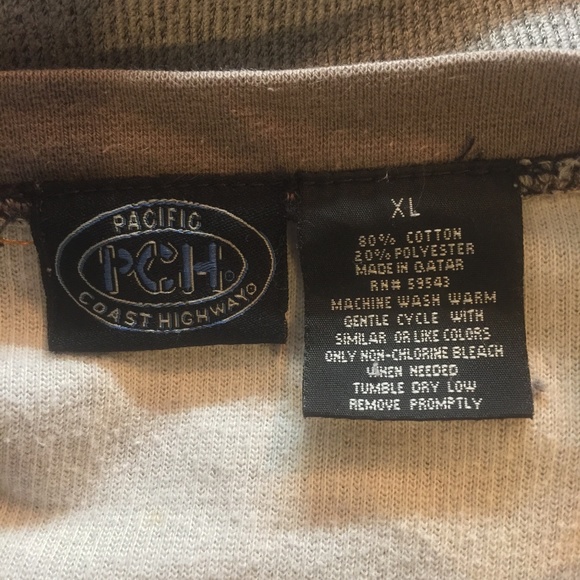 PACIFIC
PCH
COAST HIGHWAY
XL
80% COTTON
20% POLYESTER
MADE IN QATAR
RN# 59543
MACHINE WASH WARM
GENTLE CYCLE WITH
SIMILAR OR LIKE COLORS
ONLY NON-CHLORINE BLEACH
WHEN NEEDED
TUMBLE DRY LOW
REMOVE PROMPTLY